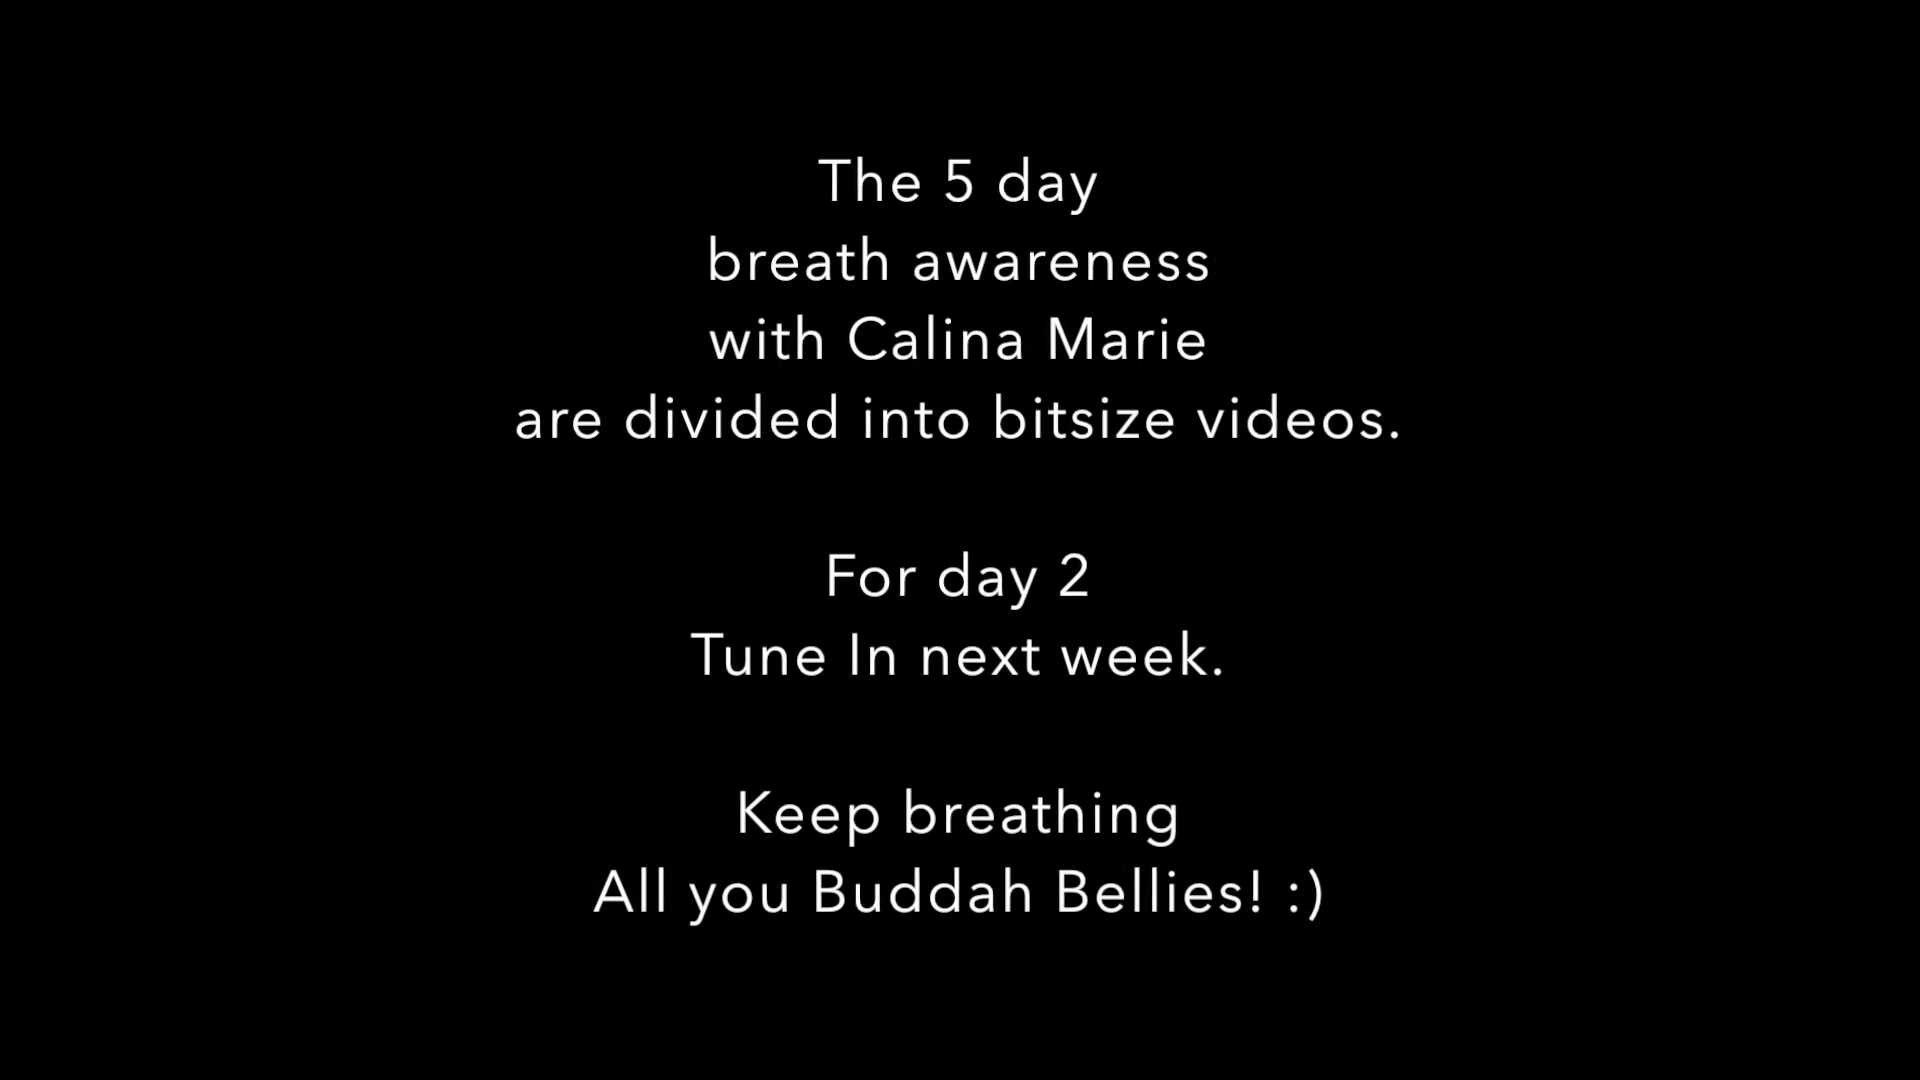 The 5 day
breath awareness
with Calina Marie
are divided into bitsize videos.
For day 2
Tune In next week.
Keep breathing
All you Buddah Bellies! :)